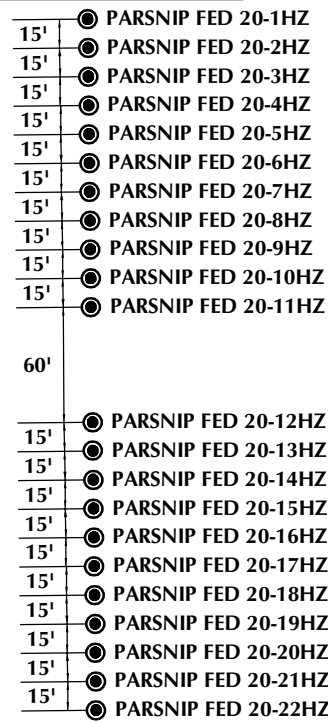 PARSNIP FED 20-1HZ
15'
PARSNIP FED 20-2HZ
15'
PARSNIP FED 20-3HZ
15'
PARSNIP FED 20-4HZ
15'
PARSNIP FED 20-5HZ
15'
PARSNIP FED 20-6HZ
15'
PARSNIP FED 20-7HZ
15'
PARSNIP FED 20-8HZ
15'
PARSNIP FED 20-9HZ
15'
PARSNIP FED 20-10HZ
15'
PARSNIP FED 20-11HZ
60'
PARSNIP FED 20-12HZ
15'
PARSNIP FED 20-13HZ
15'
PARSNIP FED 20-14HZ
15'
PARSNIP FED 20-15HZ
15'
PARSNIP FED 20-16HZ
15'
PARSNIP FED 20-17HZ
15'
PARSNIP FED 20-18HZ
15'
PARSNIP FED 20-19HZ
15'
PARSNIP FED 20-20HZ
15'
PARSNIP FED 20-21HZ
15'
PARSNIP FED 20-22HZ